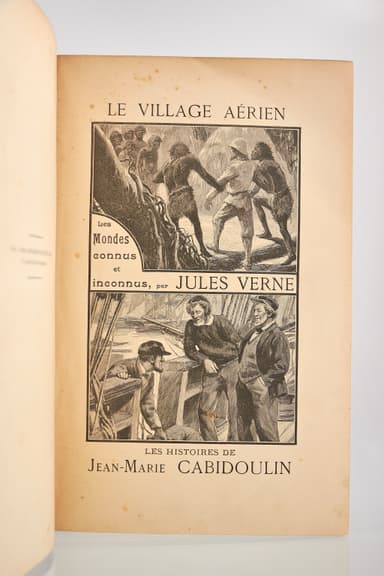 LE VILLAGE AÉRIEN
Les
Mondes
connus
et
inconnus, par JULES VERNE
LES HISTOIRES DE
JEAN-MARIE CABIDOULIN